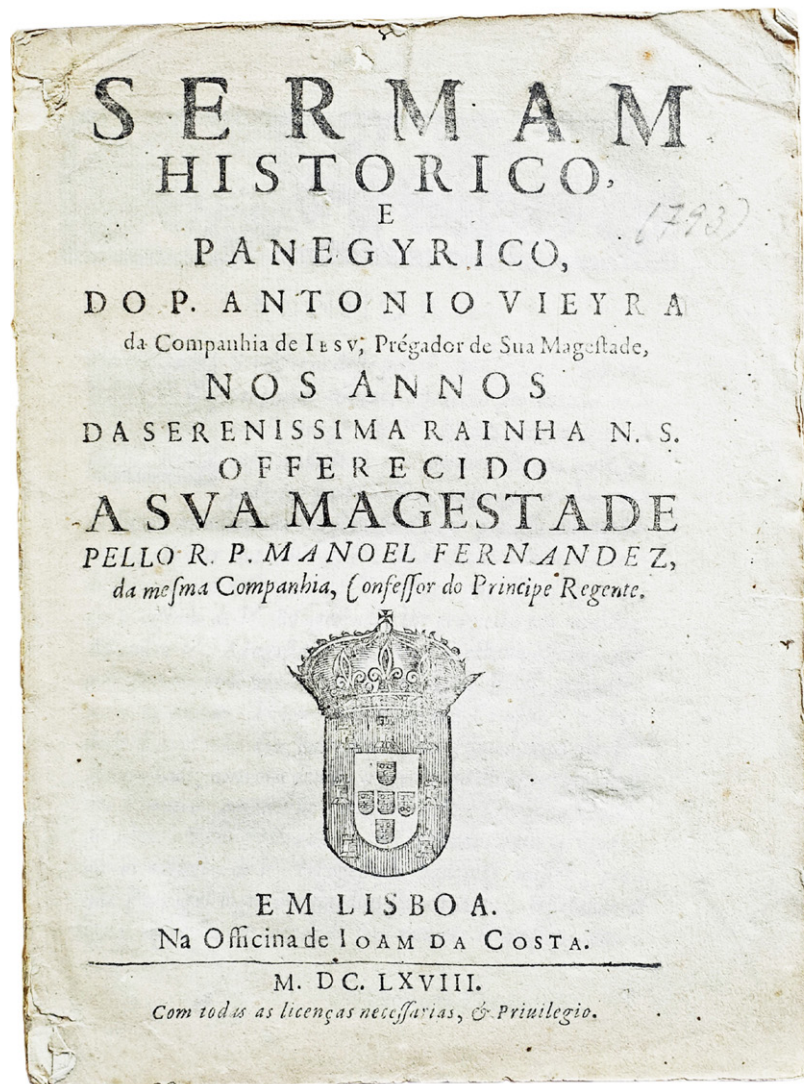 SERMAM
HISTORICO,
E
PANEGYRICO,
DO P. ANTONIO VIEYRA
da Companhia de IESV, Prégador de Sua Mageſtade,
NOS ANNOS
DA SERENISSIMA RAINHA N. S.
OFFERECIDO
A SVA MAGESTADE
PELLO R. P. MANOEL FERNANDEZ,
da meſma Companhia, Confeſſor do Principe Regente.
EM LISBOA.
Na Officina de IOAM DA COSTA.
M. DC. LXVIII.
Com todas as licenças neceſſarias, & Priuilegio.